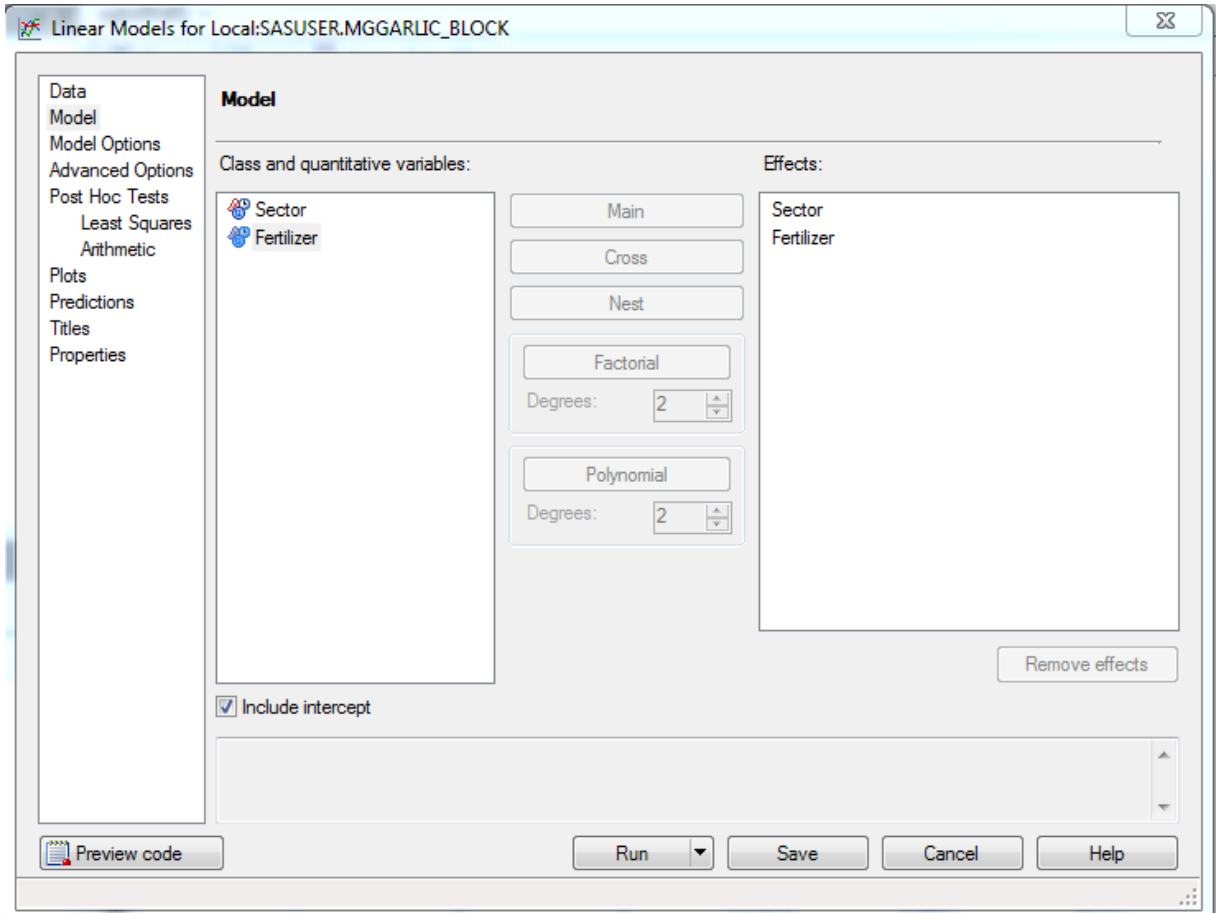 Linear Models for Local:SASUSER.MGGARLIC_BLOCK
Data
Model
Model Options
Advanced Options
Post Hoc Tests
Least Squares
Arithmetic
Plots
Predictions
Titles
Properties
Model
Class and quantitative variables:
Sector
Fertilizer
Main
Cross
Nest
Factorial
Degrees: 2
Polynomial
Degrees: 2
Effects:
Sector
Fertilizer
Remove effects
Include intercept
Preview code
Run
Save
Cancel
Help